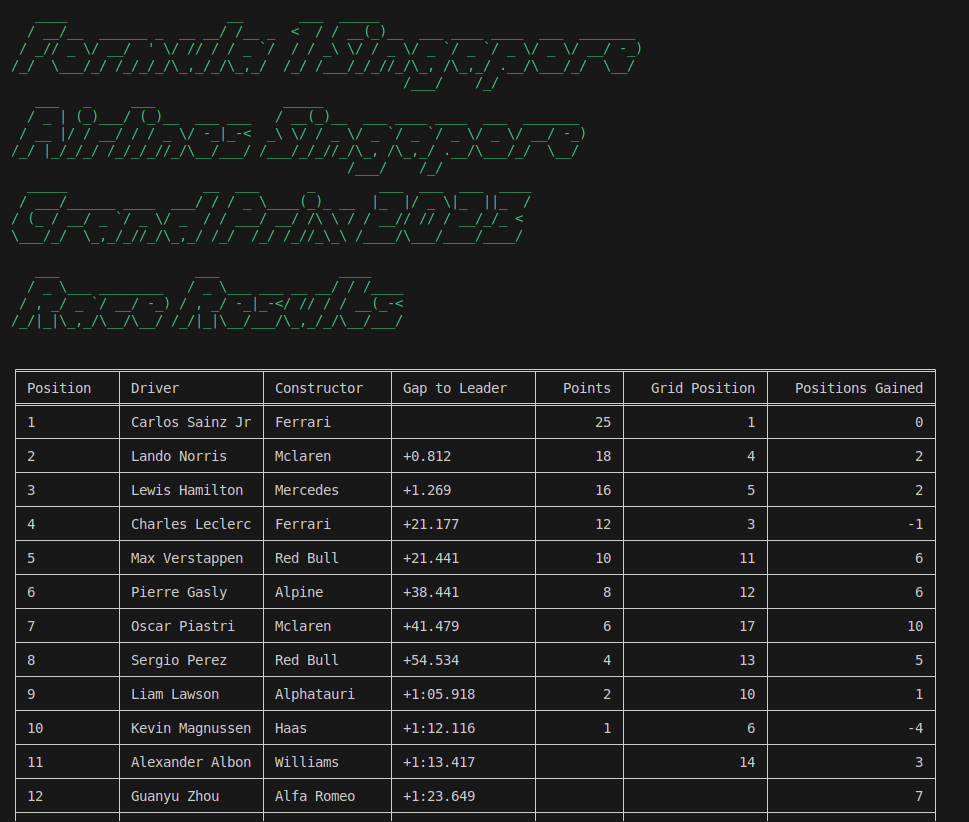 Formula 1 Singapore
Airlines Singapore
Grand Prix 2023
Race Results
Position Driver Constructor Gap to Leader Points Grid Position Positions Gained
1 Carlos Sainz Jr Ferrari 25 1 0
2 Lando Norris Mclaren +0.812 18 4 2
3 Lewis Hamilton Mercedes +1.269 16 5 2
4 Charles Leclerc Ferrari +21.177 12 3 -1
5 Max Verstappen Red Bull +21.441 10 11 6
6 Pierre Gasly Alpine +38.441 8 12 6
7 Oscar Piastri Mclaren +41.479 6 17 10
8 Sergio Perez Red Bull +54.534 4 13 5
9 Liam Lawson Alphatauri +1:05.918 2 10 1
10 Kevin Magnussen Haas +1:12.116 1 6 -4
11 Alexander Albon Williams +1:13.417 14 3
12 Guanyu Zhou Alfa Romeo +1:23.649 7